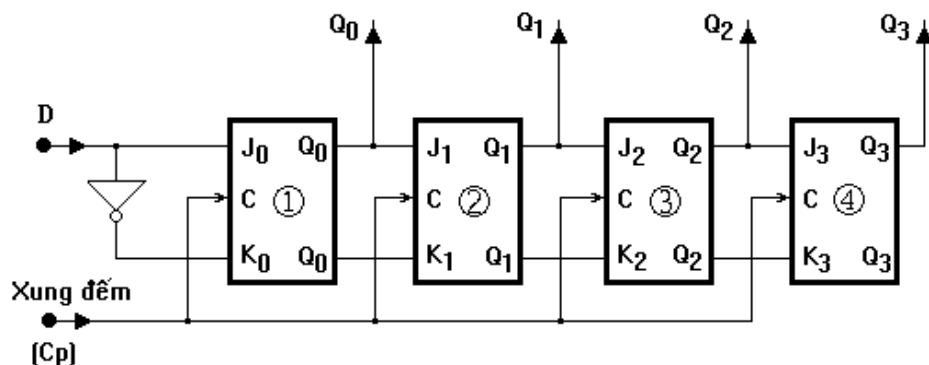 Q0 Q1 Q2 Q3
D
J0 Q0 J1 Q1 J2 Q2 J3 Q3
C ① C ② C ③ C ④
K0 Q0 K1 Q1 K2 Q2 K3 Q3
Xung đếm
(Cp)